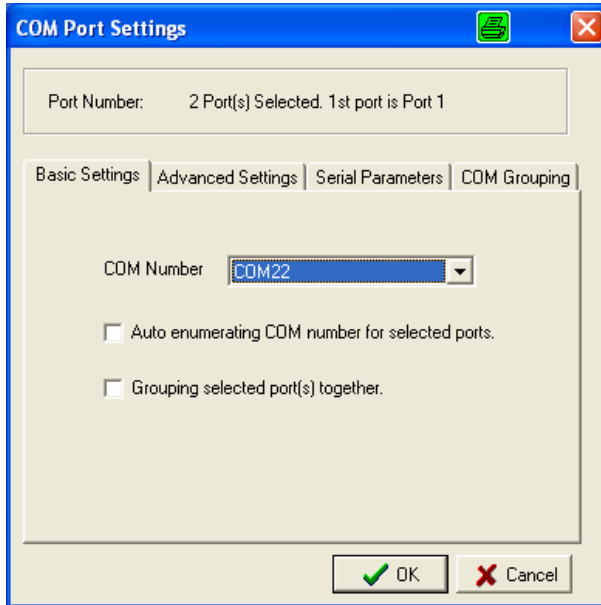 COM Port Settings
Port Number: 2 Port(s) Selected. 1st port is Port 1
Basic Settings Advanced Settings Serial Parameters COM Grouping
COM Number COM22
Auto enumerating COM number for selected ports.
Grouping selected port(s) together.
OK Cancel